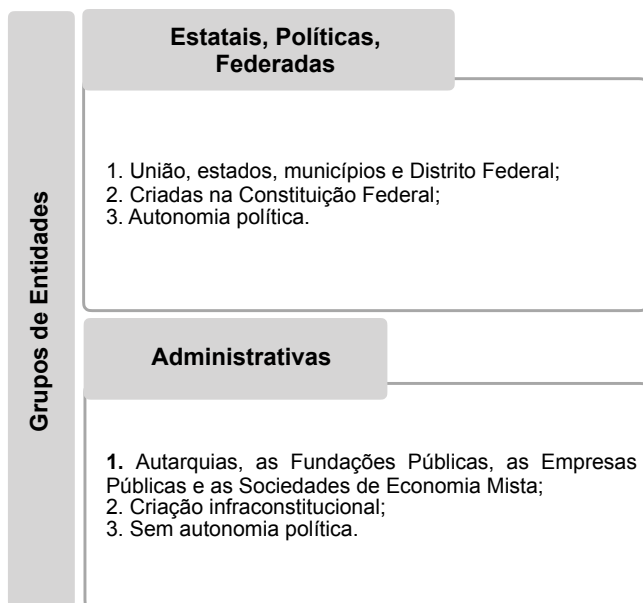 Grupos de Entidades
Estatais, Políticas,
Federadas
1. União, estados, municípios e Distrito Federal;
2. Criadas na Constituição Federal;
3. Autonomia política.
Administrativas
1. Autarquias, as Fundações Públicas, as Empresas
Públicas e as Sociedades de Economia Mista;
2. Criação infraconstitucional;
3. Sem autonomia política.